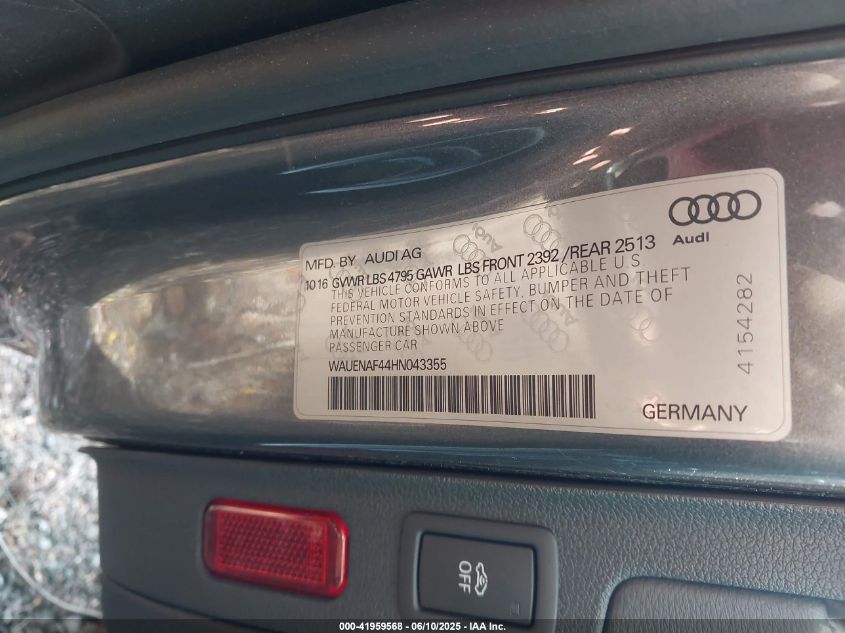 MFD. BY AUDI AG
10 16 GVWR LBS 4795 GAWR LBS FRONT 2392 /REAR 2513
THIS VEHICLE CONFORMS TO ALL APPLICABLE U S
FEDERAL MOTOR VEHICLE SAFETY, BUMPER AND THEFT
PREVENTION STANDARDS IN EFFECT ON THE DATE OF
MANUFACTURE SHOWN ABOVE
PASSENGER CAR
WAUENAF44HN043355
Audi
4154282
GERMANY
OFF
000-41959568 - 06/10/2025 - IAA Inc.